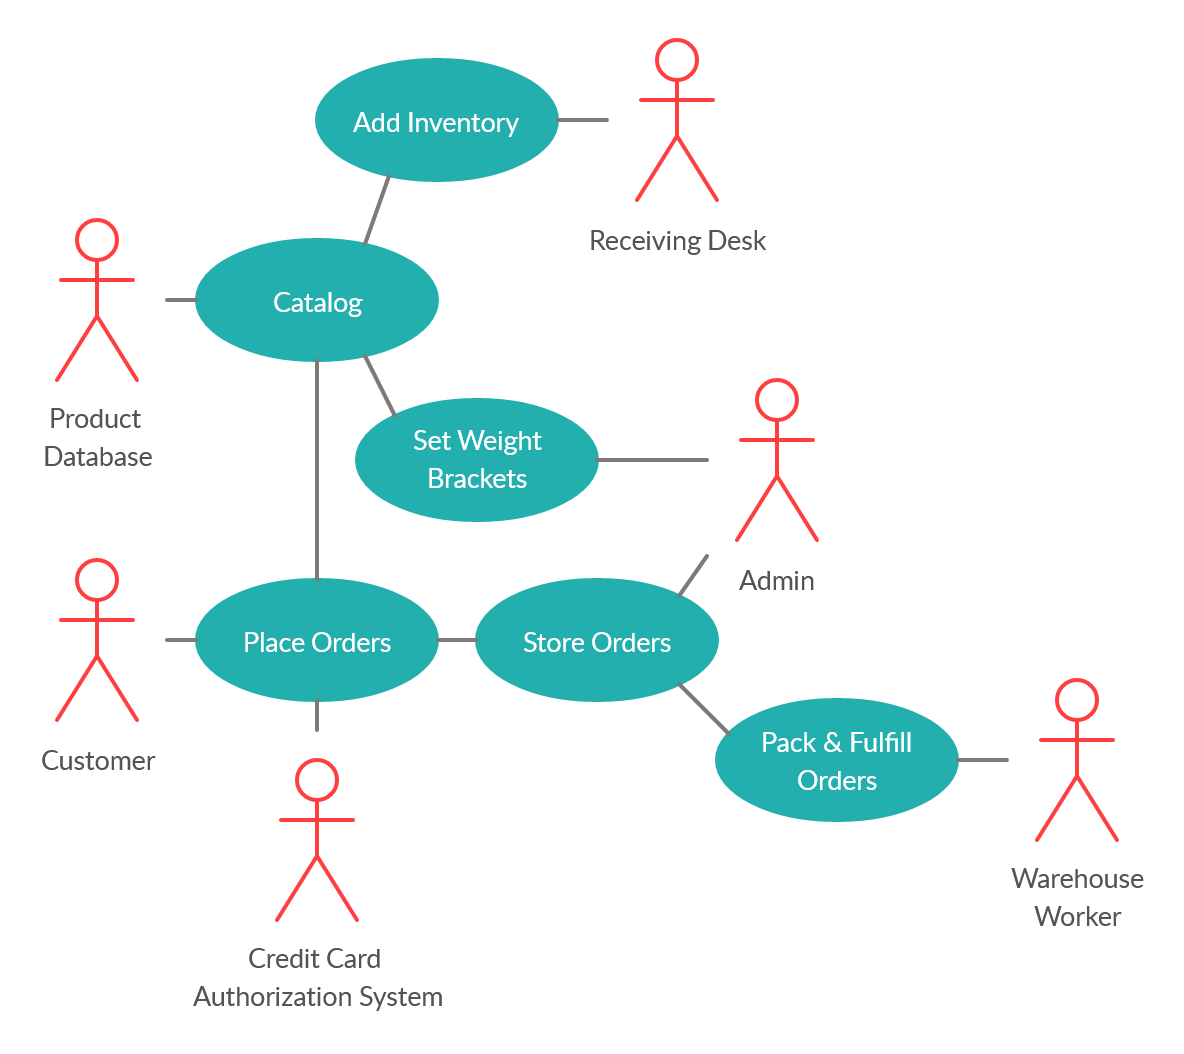 Add Inventory
Receiving Desk
Catalog
Product
Database
Set Weight
Brackets
Admin
Place Orders
Store Orders
Customer
Pack & Fulfill
Orders
Warehouse
Worker
Credit Card
Authorization System